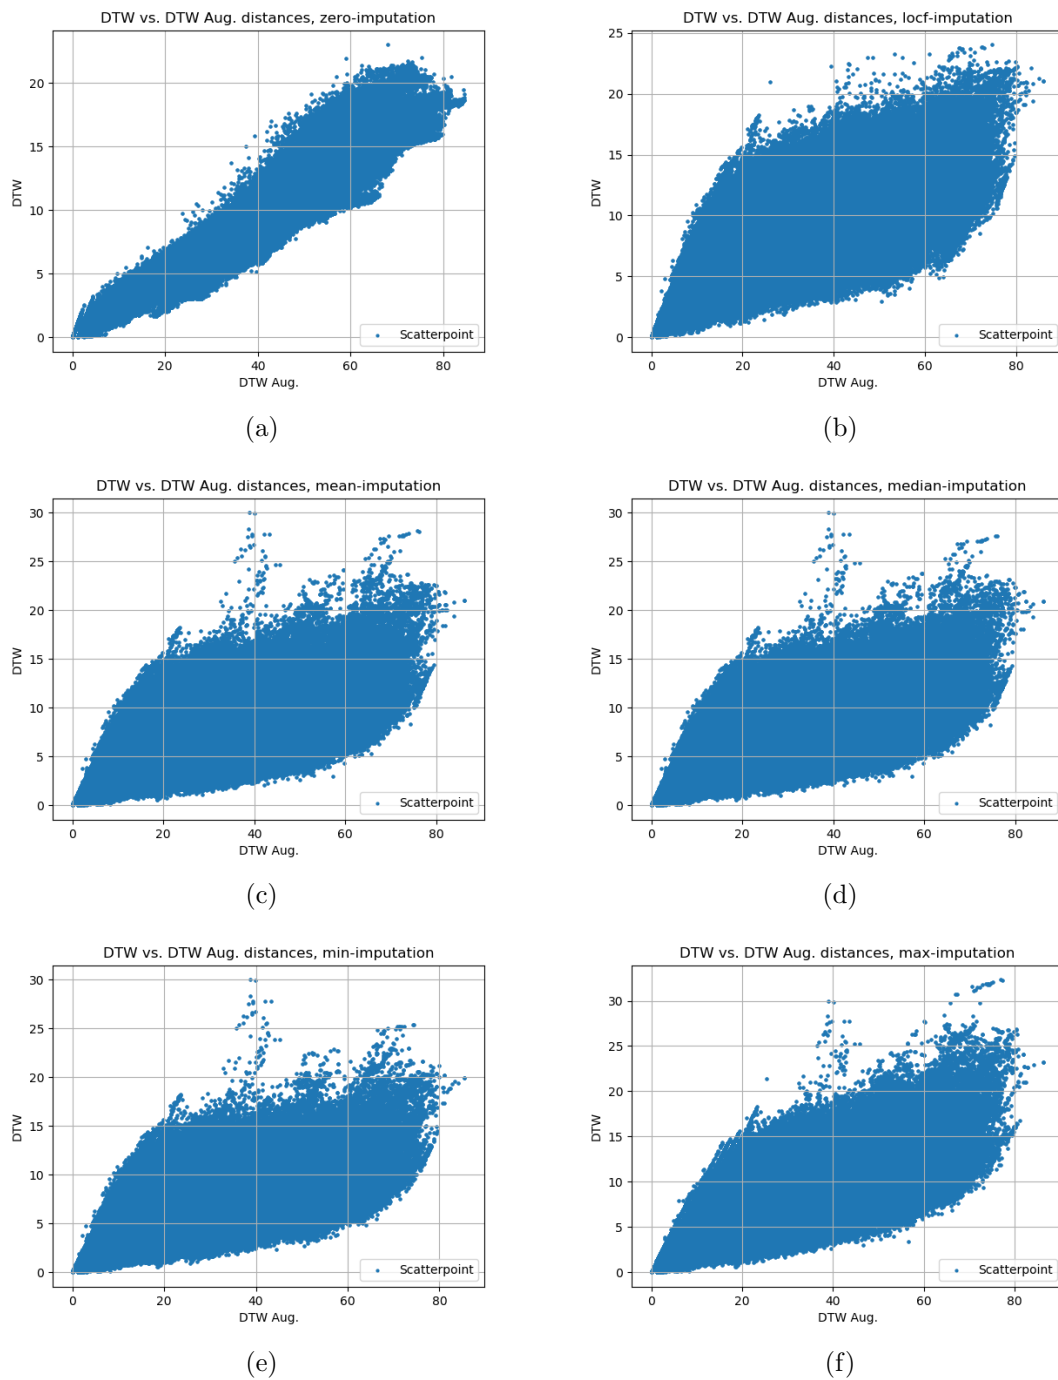 DTW vs. DTW Aug. distances, zero-imputation
20
15
10
5
0
DTW
Scatterpoint
0 20 40 60 80
DTW Aug.
(a)
DTW vs. DTW Aug. distances, locf-imputation
25
20
15
10
5
0
DTW
Scatterpoint
0 20 40 60 80
DTW Aug.
(b)
DTW vs. DTW Aug. distances, mean-imputation
30
25
20
15
10
5
0
DTW
Scatterpoint
0 20 40 60 80
DTW Aug.
(c)
DTW vs. DTW Aug. distances, median-imputation
30
25
20
15
10
5
0
DTW
Scatterpoint
0 20 40 60 80
DTW Aug.
(d)
DTW vs. DTW Aug. distances, min-imputation
30
25
20
15
10
5
0
DTW
Scatterpoint
0 20 40 60 80
DTW Aug.
(e)
DTW vs. DTW Aug. distances, max-imputation
30
25
20
15
10
5
0
DTW
Scatterpoint
0 20 40 60 80
DTW Aug.
(f)